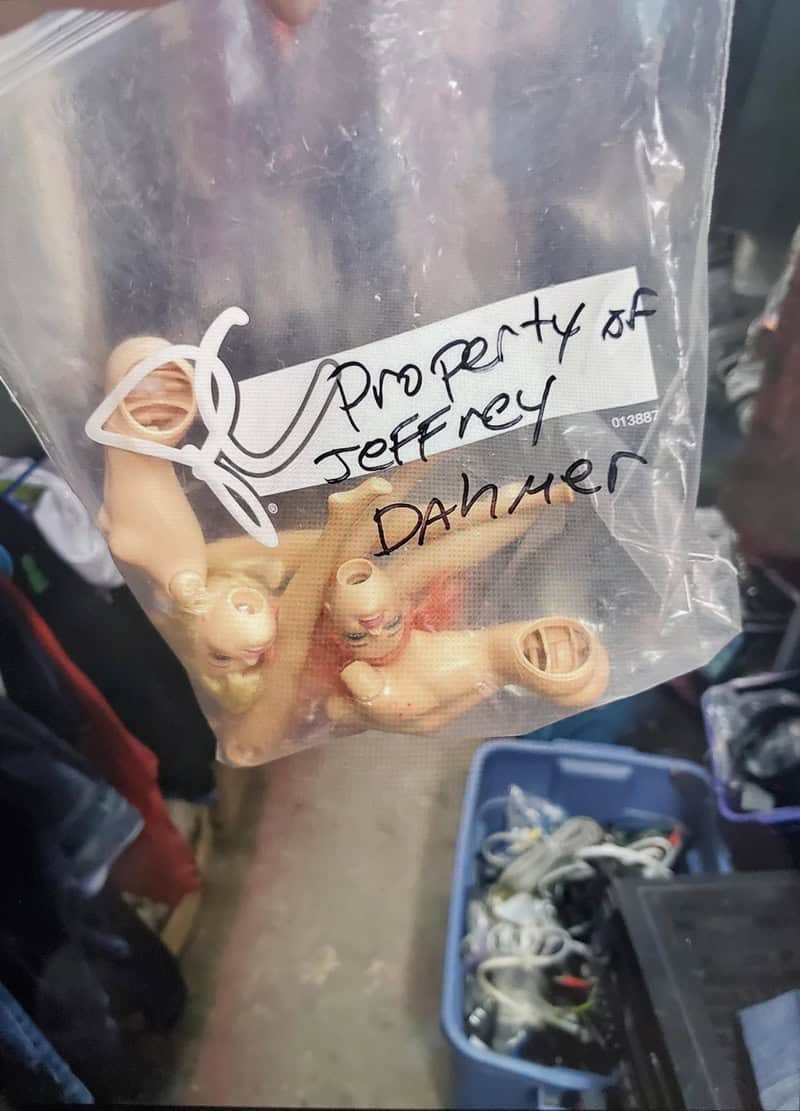 Property of
Jeffrey
DAHMer
013887
®